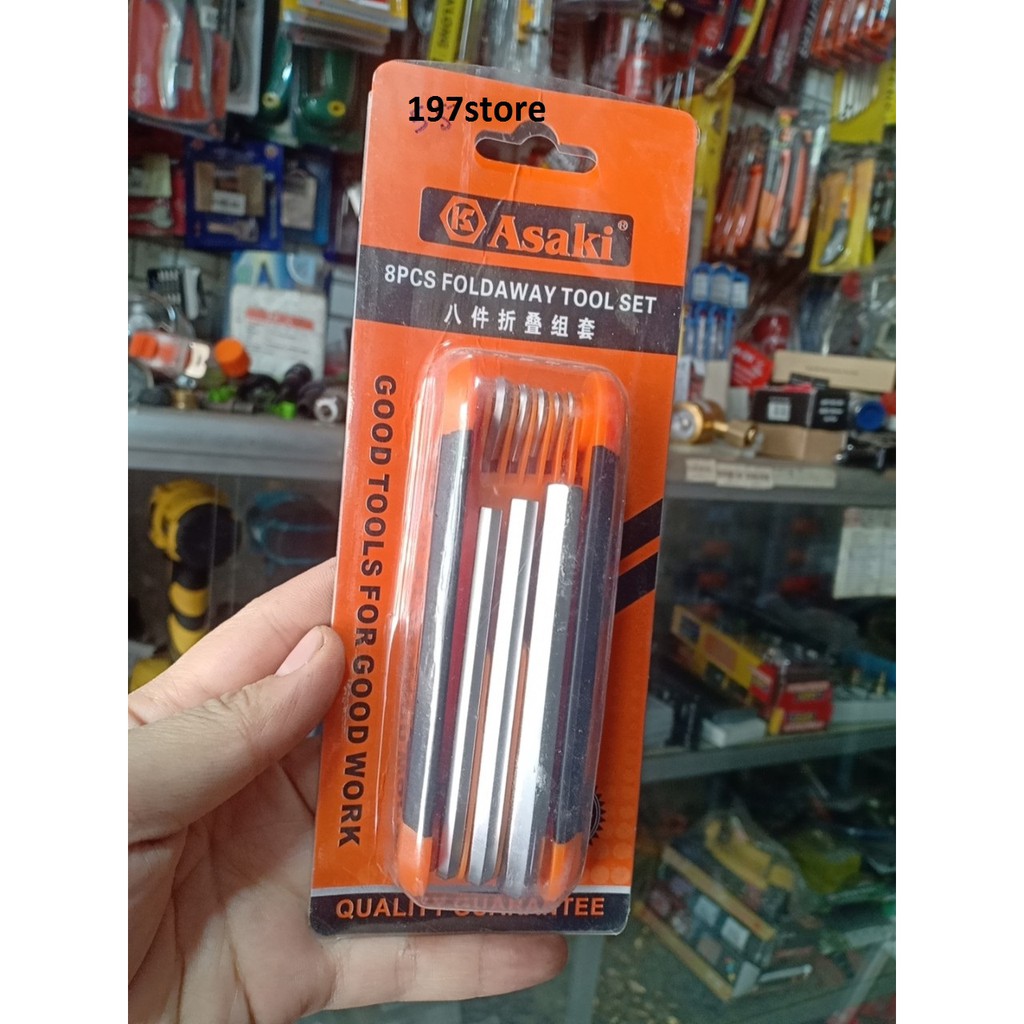 197store
K Asaki®
8PCS FOLDAWAY TOOL SET
八件折叠组套
GOOD TOOLS FOR GOOD WORK
QUALITY GUARANTEE